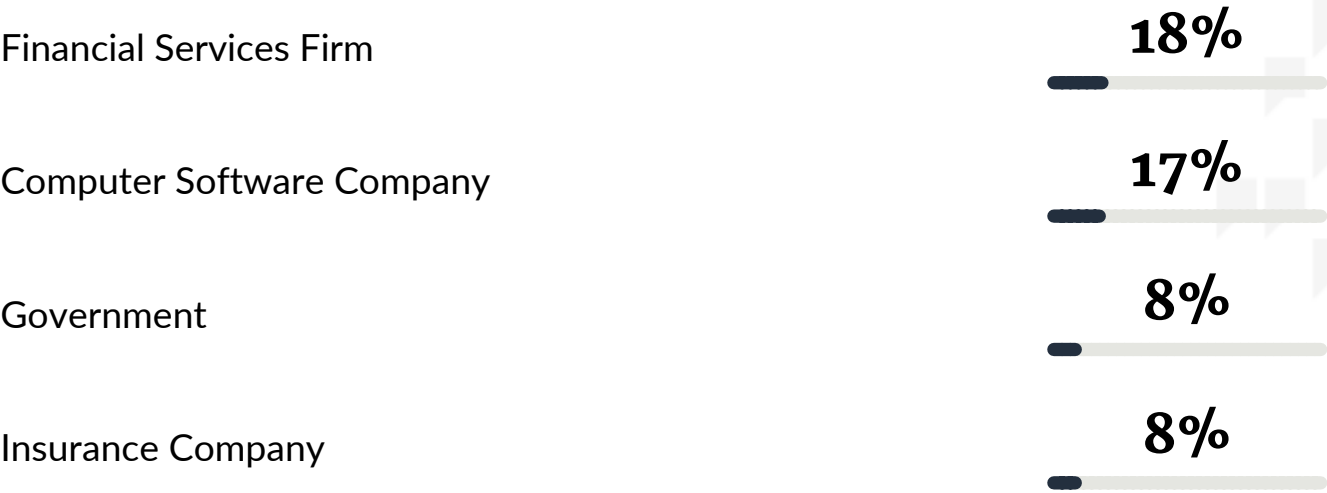 Financial Services Firm 18%
Computer Software Company 17%
Government 8%
Insurance Company 8%